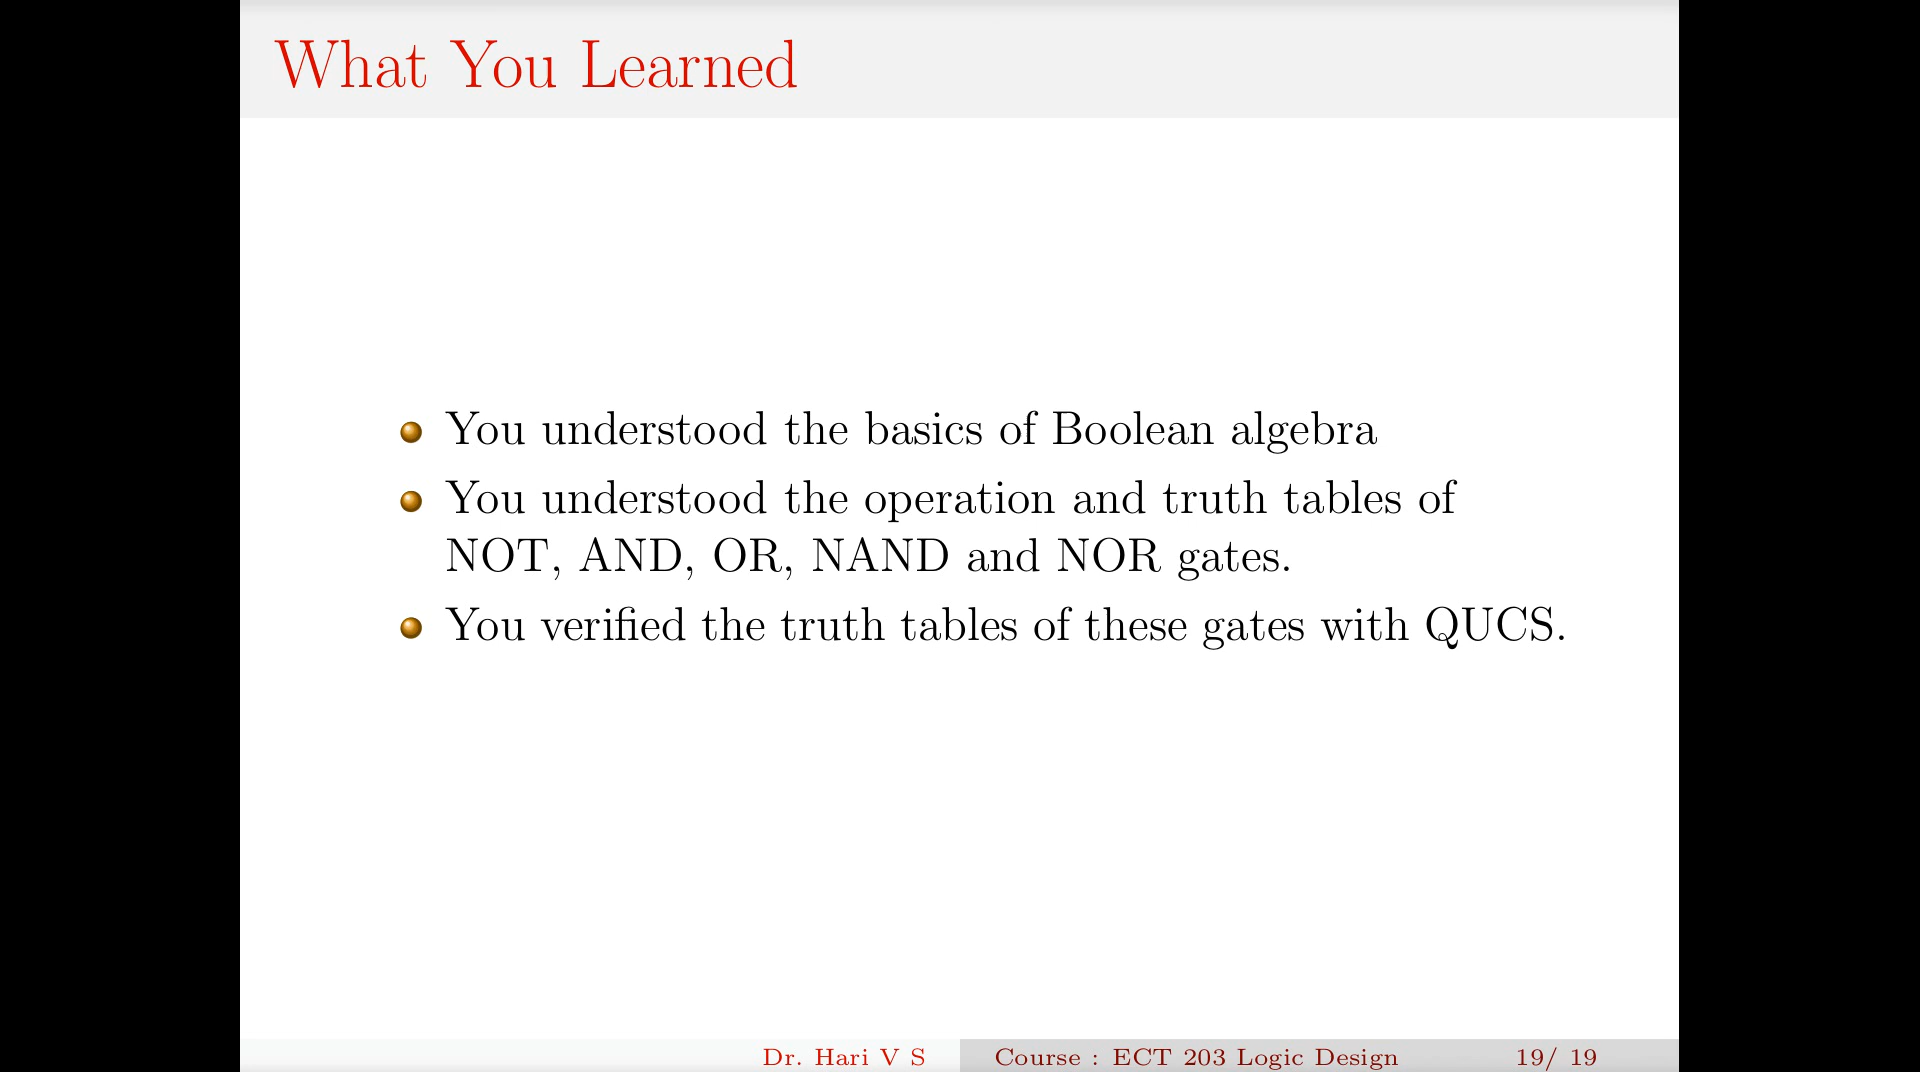 What You Learned
You understood the basics of Boolean algebra
You understood the operation and truth tables of
NOT, AND, OR, NAND and NOR gates.
You verified the truth tables of these gates with QUCS.
Dr. Hari V S Course : ECT 203 Logic Design 19/ 19